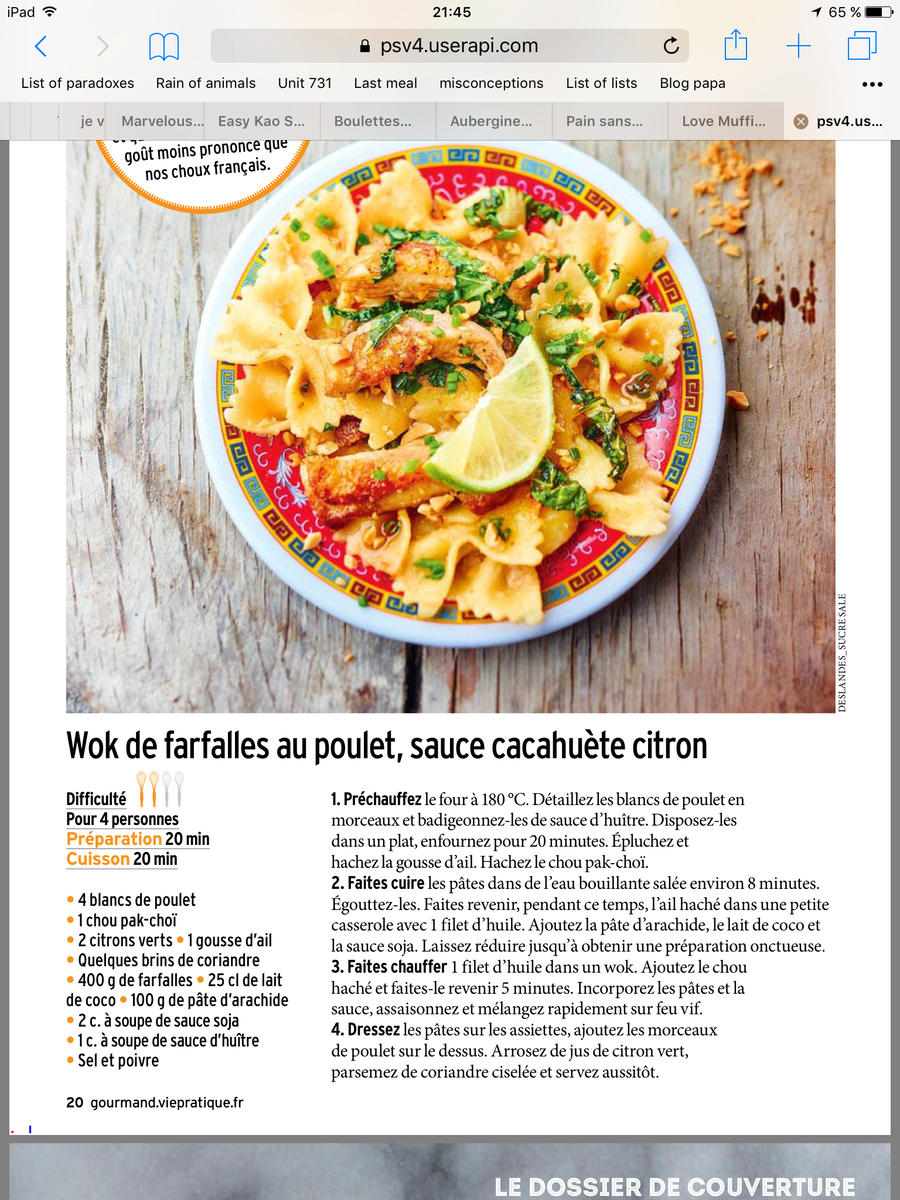 iPad 21:45 65 %
psv4.userapi.com
List of paradoxes Rain of animals Unit 731 Last meal misconceptions List of lists Blog papa
je v Marvelous... Easy Kao S... Boulettes... Aubergine... Pain sans... Love Muffi... psv4.us...
goût moins prononcé que
nos choux français.
DESLANDES_SUCRE SALE
Wok de farfalles au poulet, sauce cacahuète citron
Difficulté
Pour 4 personnes
Préparation 20 min
Cuisson 20 min
• 4 blancs de poulet
• 1 chou pak-choï
• 2 citrons verts • 1 gousse d'ail
• Quelques brins de coriandre
• 400 g de farfalles • 25 cl de lait
de coco • 100 g de pâte d'arachide
• 2 c. à soupe de sauce soja
• 1 c. à soupe de sauce d'huître
• Sel et poivre
1. Préchauffez le four à 180 °C. Détaillez les blancs de poulet en
morceaux et badigeonnez-les de sauce d'huître. Disposez-les
dans un plat, enfournez pour 20 minutes. Épluchez et
hachez la gousse d'ail. Hachez le chou pak-choï.
2. Faites cuire les pâtes dans de l'eau bouillante salée environ 8 minutes.
Égouttez-les. Faites revenir, pendant ce temps, l'ail haché dans une petite
casserole avec 1 filet d'huile. Ajoutez la pâte d'arachide, le lait de coco et
la sauce soja. Laissez réduire jusqu'à obtenir une préparation onctueuse.
3. Faites chauffer 1 filet d'huile dans un wok. Ajoutez le chou
haché et faites-le revenir 5 minutes. Incorporez les pâtes et la
sauce, assaisonnez et mélangez rapidement sur feu vif.
4. Dressez les pâtes sur les assiettes, ajoutez les morceaux
de poulet sur le dessus. Arrosez de jus de citron vert,
parsemez de coriandre ciselée et servez aussitôt.
20 gourmand.viepratique.fr
LE DOSSIER DE COUVERTURE